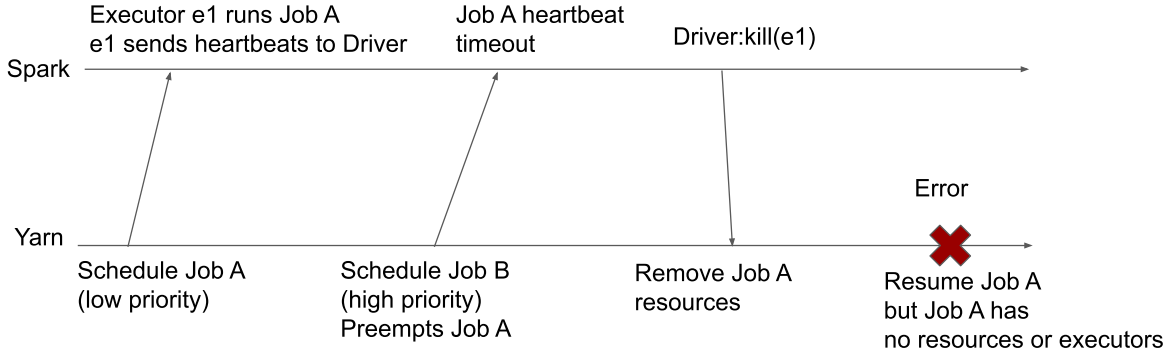 Executor e1 runs Job A
e1 sends heartbeats to Driver
Job A heartbeat
timeout
Driver:kill(e1)
Spark
Error
Yarn
Schedule Job A
(low priority)
Schedule Job B
(high priority)
Preempts Job A
Remove Job A
resources
Resume Job A
but Job A has
no resources or executors